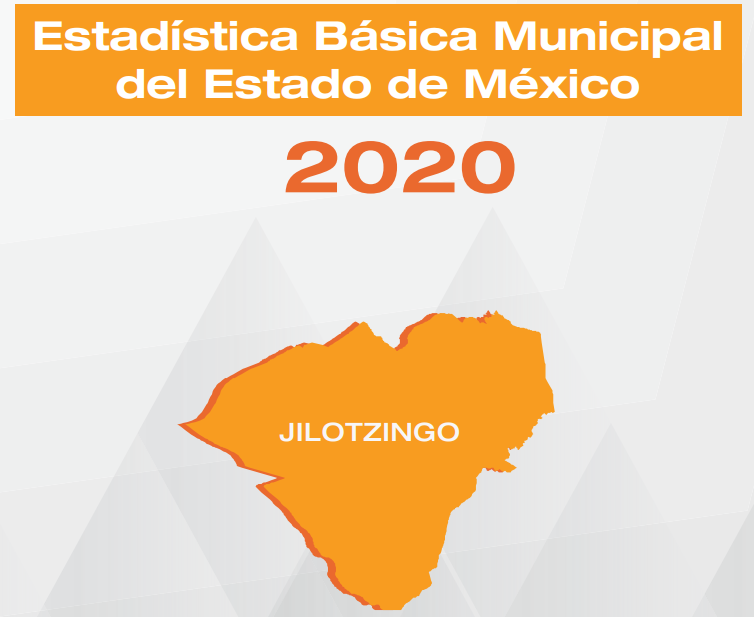 Estadística Básica Municipal
del Estado de México
2020
JILOTZINGO